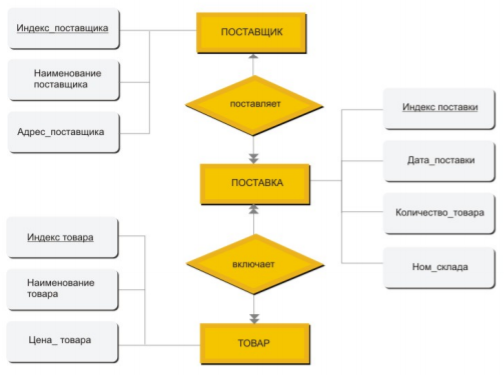 Индекс_поставщика
ПОСТАВЩИК
Наименование
поставщика
Адрес_поставщика
поставляет
Индекс поставки
Дата_поставки
ПОСТАВКА
Количество_товара
Ном_склада
Индекс товара
Наименование
товара
включает
Цена_ товара
ТОВАР